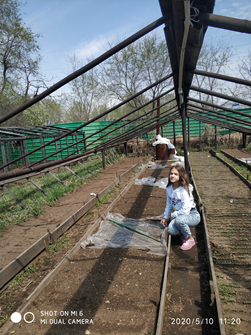 SHOT ON MI 6
MI DUAL CAMERA
2020/5/10 11:20